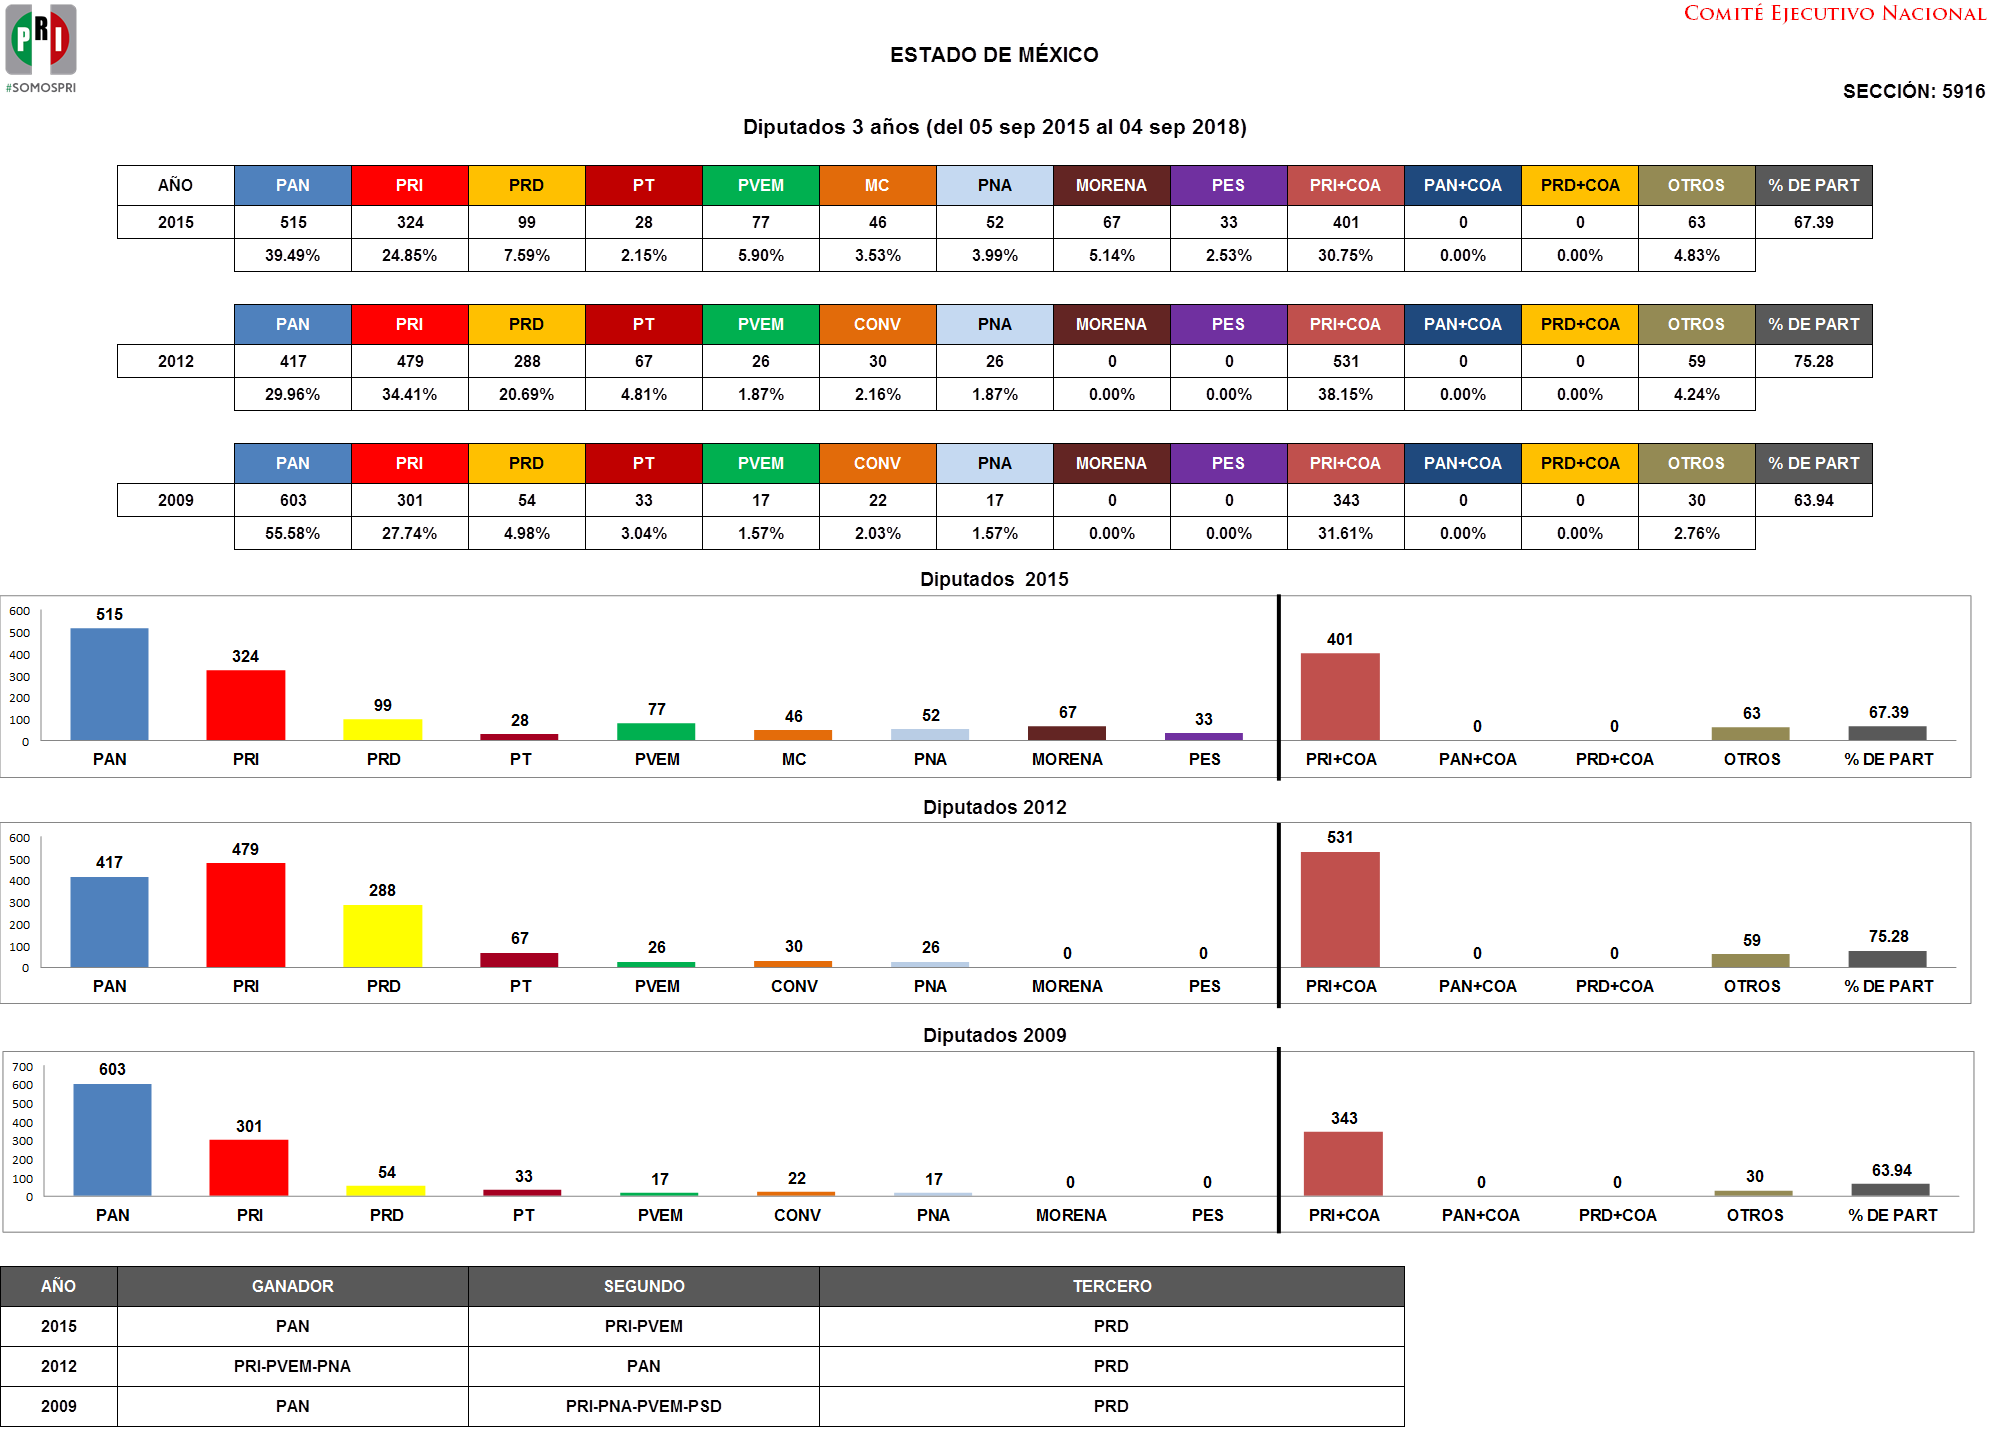 PRI
#SOMOSPRI
COMITÉ EJECUTIVO NACIONAL
ESTADO DE MÉXICO
SECCIÓN: 5916
Diputados 3 años (del 05 sep 2015 al 04 sep 2018)
AÑO PAN PRI PRD PT PVEM MC PNA MORENA PES PRI+COA PAN+COA PRD+COA OTROS % DE PART
2015 515 324 99 28 77 46 52 67 33 401 0 0 63 67.39
39.49% 24.85% 7.59% 2.15% 5.90% 3.53% 3.99% 5.14% 2.53% 30.75% 0.00% 0.00% 4.83%
PAN PRI PRD PT PVEM CONV PNA MORENA PES PRI+COA PAN+COA PRD+COA OTROS % DE PART
2012 417 479 288 67 26 30 26 0 0 531 0 0 59 75.28
29.96% 34.41% 20.69% 4.81% 1.87% 2.16% 1.87% 0.00% 0.00% 38.15% 0.00% 0.00% 4.24%
PAN PRI PRD PT PVEM CONV PNA MORENA PES PRI+COA PAN+COA PRD+COA OTROS % DE PART
2009 603 301 54 33 17 22 17 0 0 343 0 0 30 63.94
55.58% 27.74% 4.98% 3.04% 1.57% 2.03% 1.57% 0.00% 0.00% 31.61% 0.00% 0.00% 2.76%
Diputados 2015
600
500
400
300
200
100
0
515 324 99 28 77 46 52 67 33 401 0 0 63 67.39
PAN PRI PRD PT PVEM MC PNA MORENA PES PRI+COA PAN+COA PRD+COA OTROS % DE PART
Diputados 2012
600
500
400
300
200
100
0
417 479 288 67 26 30 26 0 0 531 0 0 59 75.28
PAN PRI PRD PT PVEM CONV PNA MORENA PES PRI+COA PAN+COA PRD+COA OTROS % DE PART
Diputados 2009
700
600
500
400
300
200
100
0
603 301 54 33 17 22 17 0 0 343 0 0 30 63.94
PAN PRI PRD PT PVEM CONV PNA MORENA PES PRI+COA PAN+COA PRD+COA OTROS % DE PART
AÑO GANADOR SEGUNDO TERCERO
2015 PAN PRI-PVEM PRD
2012 PRI-PVEM-PNA PAN PRD
2009 PAN PRI-PNA-PVEM-PSD PRD